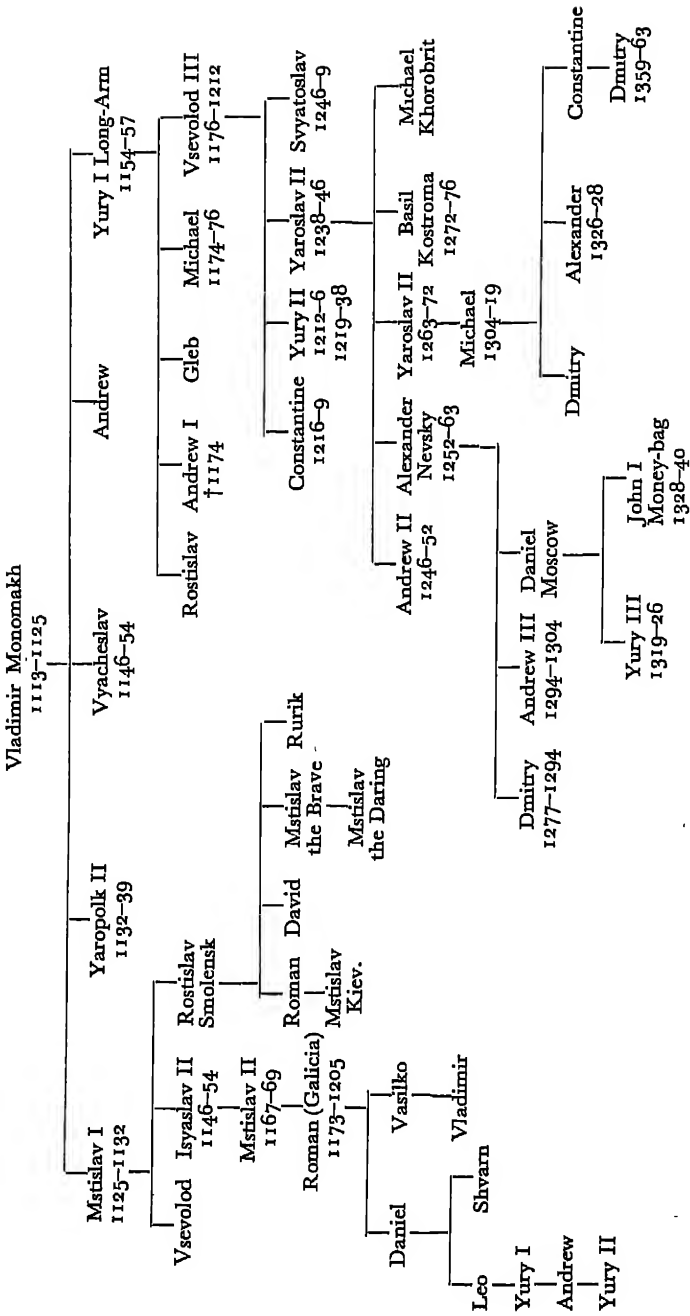 Vladimir Monomakh
1113–1125
Mstislav I
1125–1132
Yaropolk II
1132–39
Vyacheslav
1146–54
Andrew
Yury I Long-Arm
1154–57
Vsevolod
Isyaslav II
1146–54
Rostislav
Smolensk
Mstislav II
1167–69
Roman (Galicia)
1173–1205
Roman
David
Mstislav
the Brave
Rurik
Mstislav
Kiev.
Mstislav
the Daring
Daniel
Vasilko
Vladimir
Leo
Shvarn
Yury I
Andrew
Yury II
Rostislav
Andrew I
†1174
Gleb
Michael
1174–76
Vsevolod III
1176–1212
Constantine
1216–9
Yury II
1212–6
1219–38
Yaroslav II
1238–46
Svyatoslav
1246–9
Andrew II
1246–52
Alexander
Nevsky
1252–63
Yaroslav II
1263–72
Basil
Kostroma
1272–76
Michael
Khorobrit
Michael
1304–19
Dmitry
1277–1294
Andrew III
1294–1304
Daniel
Moscow
Dmitry
Alexander
1326–28
Constantine
Dmitry
1359–63
Yury III
1319–26
John I
Money-bag
1328–40